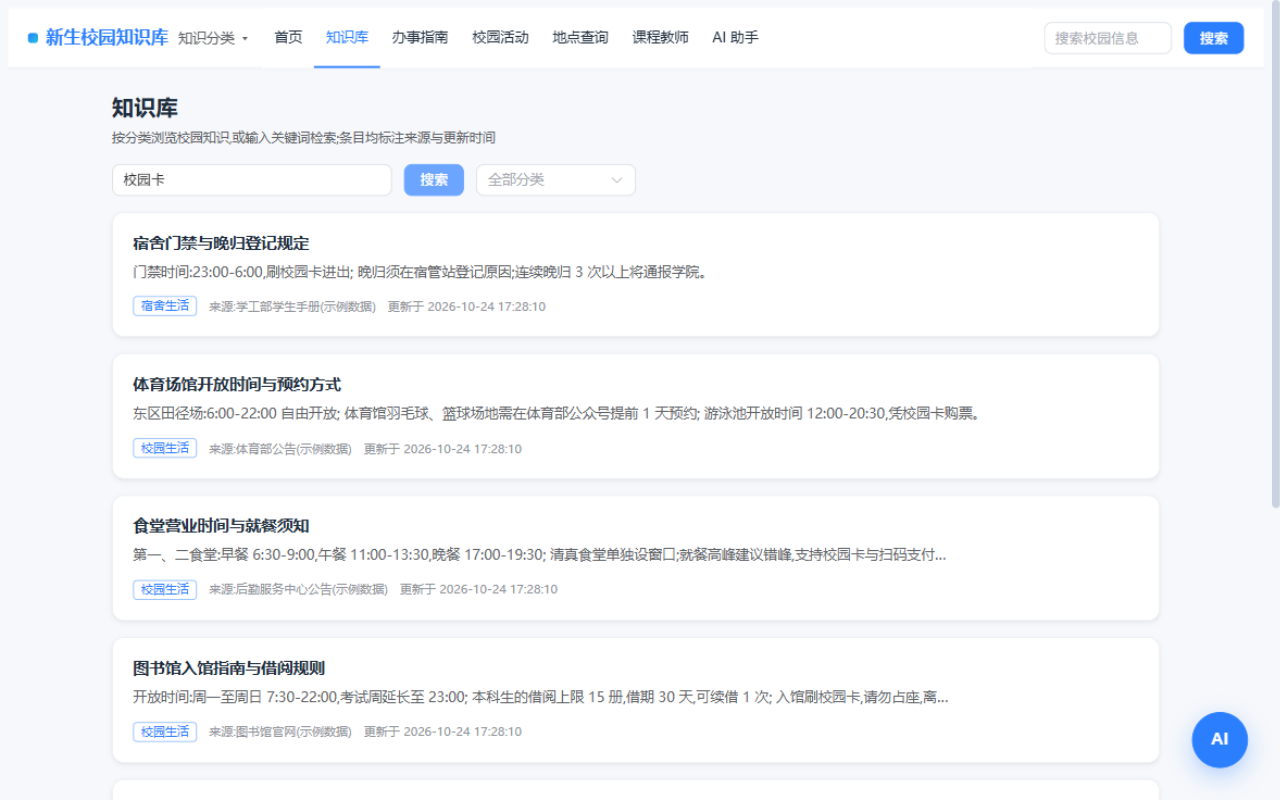 新生校园知识库 知识分类 首页 知识库 办事指南 校园活动 地点查询 课程教师 AI 助手 搜索校园信息 搜索
知识库
按分类浏览校园知识,或输入关键词检索;条目均标注来源与更新时间
校园卡 搜索 全部分类
宿舍门禁与晚归登记规定
门禁时间:23:00-6:00,刷校园卡进出; 晚归须在宿管站登记原因;连续晚归 3 次以上将通报学院。
宿舍生活 来源:学工部学生手册(示例数据) 更新于 2026-10-24 17:28:10
体育场馆开放时间与预约方式
东区田径场:6:00-22:00 自由开放; 体育馆羽毛球、篮球场地需在体育部公众号提前 1 天预约; 游泳池开放时间 12:00-20:30,凭校园卡购票。
校园生活 来源:体育部公告(示例数据) 更新于 2026-10-24 17:28:10
食堂营业时间与就餐须知
第一、二食堂:早餐 6:30-9:00,午餐 11:00-13:30,晚餐 17:00-19:30; 清真食堂单独设窗口;就餐高峰建议错峰,支持校园卡与扫码支付...
校园生活 来源:后勤服务中心公告(示例数据) 更新于 2026-10-24 17:28:10
图书馆入馆指南与借阅规则
开放时间:周一至周日 7:30-22:00,考试周延长至 23:00; 本科生的借阅上限 15 册,借期 30 天,可续借 1 次; 入馆刷校园卡,请勿占座,离...
校园生活 来源:图书馆官网(示例数据) 更新于 2026-10-24 17:28:10
AI